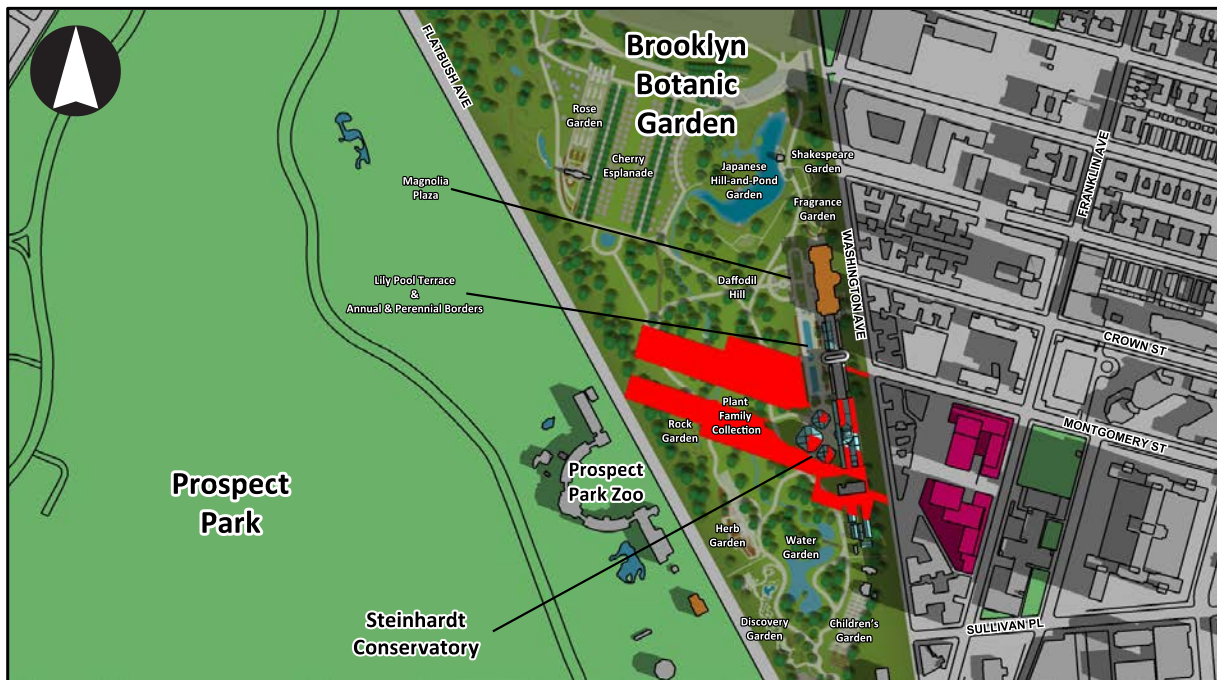 FLATBUSH AVE
Brooklyn
Botanic
Garden
Rose
Garden
Cherry
Esplanade
Japanese
Hill-and-Pond
Garden
Shakespeare
Garden
Fragrance
Garden
Magnolia
Plaza
FRANKLIN AVE
WASHINGTON AVE
Daffodil
Hill
Lily Pool Terrace
&
Annual & Perennial Borders
CROWN ST
Plant
Family
Collection
Rock
Garden
MONTGOMERY ST
Prospect
Park
Prospect
Park Zoo
Herb
Garden
Water
Garden
Steinhardt
Conservatory
Discovery
Garden
Children's
Garden
SULLIVAN PL